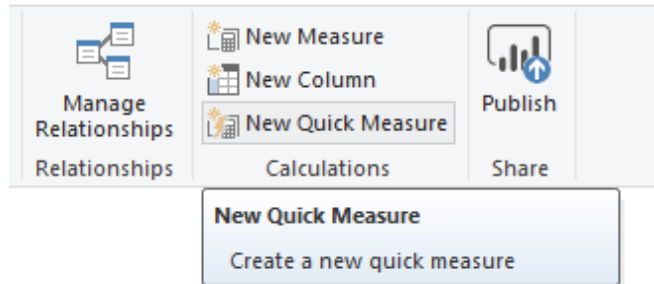 Manage
Relationships
Relationships
New Measure
New Column
New Quick Measure
Calculations
Publish
Share
New Quick Measure
Create a new quick measure